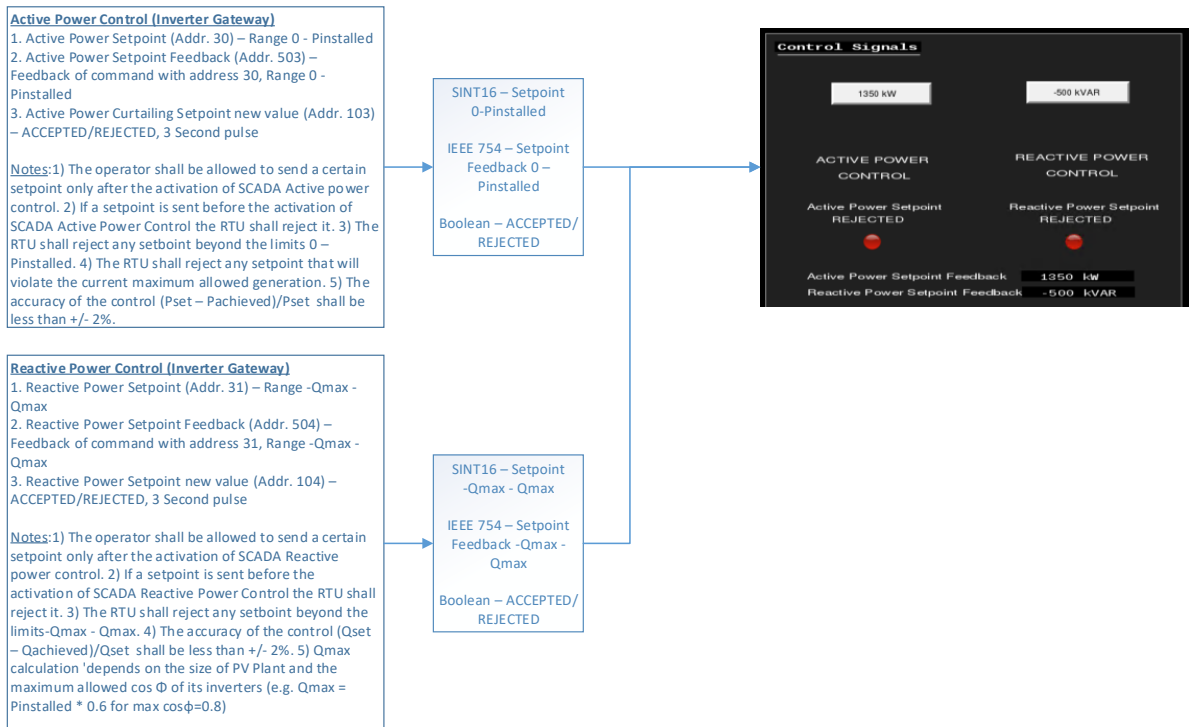 Active Power Control (Inverter Gateway)
1. Active Power Setpoint (Addr. 30) – Range 0 - Pinstalled
2. Active Power Setpoint Feedback (Addr. 503) –
Feedback of command with address 30, Range 0 -
Pinstalled
3. Active Power Curtailing Setpoint new value (Addr. 103)
– ACCEPTED/REJECTED, 3 Second pulse
Notes:1) The operator shall be allowed to send a certain
setpoint only after the activation of SCADA Active power
control. 2) If a setpoint is sent before the activation of
SCADA Active Power Control the RTU shall reject it. 3) The
RTU shall reject any setboint beyond the limits 0 –
Pinstalled. 4) The RTU shall reject any setpoint that will
violate the current maximum allowed generation. 5) The
accuracy of the control (Pset – Pachieved)/Pset shall be
less than +/- 2%.
SINT16 – Setpoint
0-Pinstalled
IEEE 754 – Setpoint
Feedback 0 –
Pinstalled
Boolean – ACCEPTED/
REJECTED
Control Signals
1350 kW
-500 kVAR
ACTIVE POWER
CONTROL
REACTIVE POWER
CONTROL
Active Power Setpoint
REJECTED
Reactive Power Setpoint
REJECTED
Active Power Setpoint Feedback 1350 kW
Reactive Power Setpoint Feedback -500 kVAR
Reactive Power Control (Inverter Gateway)
1. Reactive Power Setpoint (Addr. 31) – Range -Qmax -
Qmax
2. Reactive Power Setpoint Feedback (Addr. 504) –
Feedback of command with address 31, Range -Qmax -
Qmax
3. Reactive Power Setpoint new value (Addr. 104) –
ACCEPTED/REJECTED, 3 Second pulse
Notes:1) The operator shall be allowed to send a certain
setpoint only after the activation of SCADA Reactive
power control. 2) If a setpoint is sent before the
activation of SCADA Reactive Power Control the RTU shall
reject it. 3) The RTU shall reject any setboint beyond the
limits-Qmax - Qmax. 4) The accuracy of the control (Qset
– Qachieved)/Qset shall be less than +/- 2%. 5) Qmax
calculation 'depends on the size of PV Plant and the
maximum allowed cos Φ of its inverters (e.g. Qmax =
Pinstalled * 0.6 for max cosφ=0.8)
SINT16 – Setpoint
-Qmax - Qmax
IEEE 754 – Setpoint
Feedback -Qmax -
Qmax
Boolean – ACCEPTED/
REJECTED